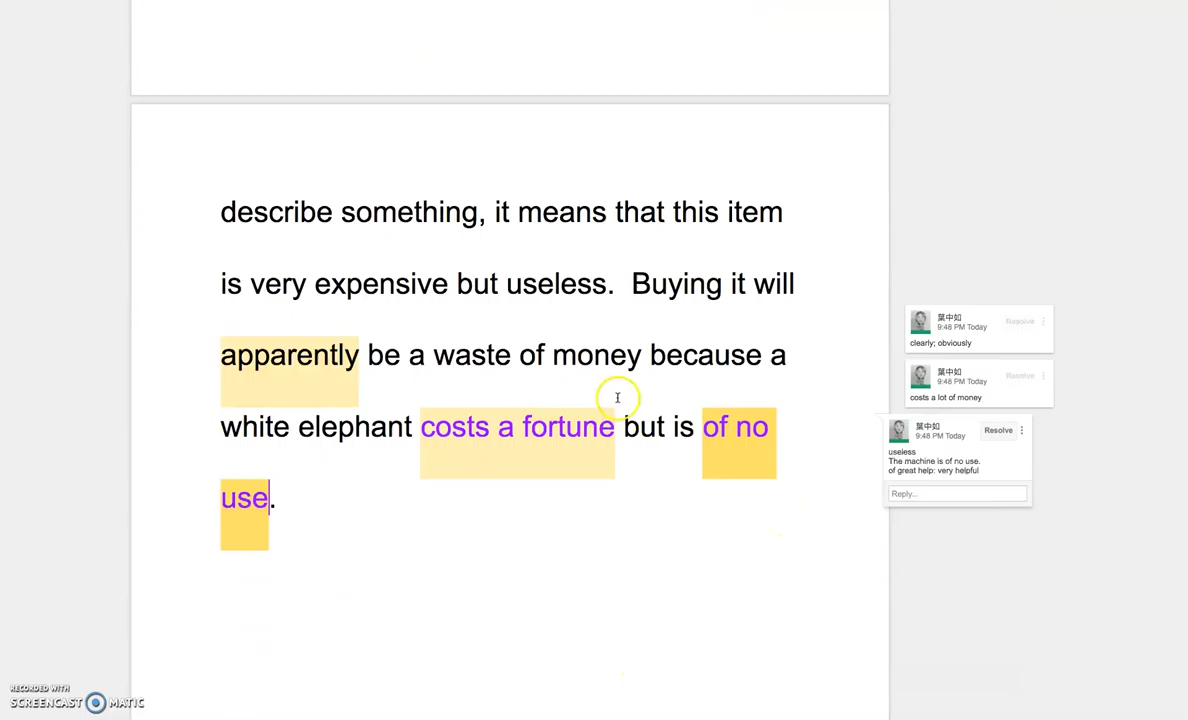 describe something, it means that this item
is very expensive but useless.  Buying it will
apparently be a waste of money because a
white elephant costs a fortune but is of no
use.
葉中如
9:48 PM Today
Resolve
clearly; obviously
葉中如
9:48 PM Today
Resolve
costs a lot of money
葉中如
9:48 PM Today
Resolve
useless
The machine is of no use.
of great help: very helpful
Reply...
RECORDED WITH
SCREENCAST MATIC